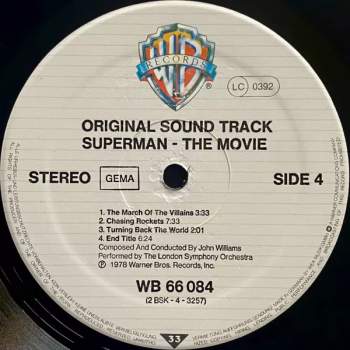 WB
RECORDS
LC 0392
ORIGINAL SOUND TRACK
SUPERMAN - THE MOVIE
STEREO GEMA SIDE 4
1. The March Of The Villains 3:33
2. Chasing Rockets 7:33
3. Turning Back The World 2:01
4. End Title 6:24
Composed And Conducted By John Williams
Performed by The London Symphony Orchestra
℗ 1978 Warner Bros. Records, Inc.
WB 66 084
(2 BSK - 4 - 3257)
33